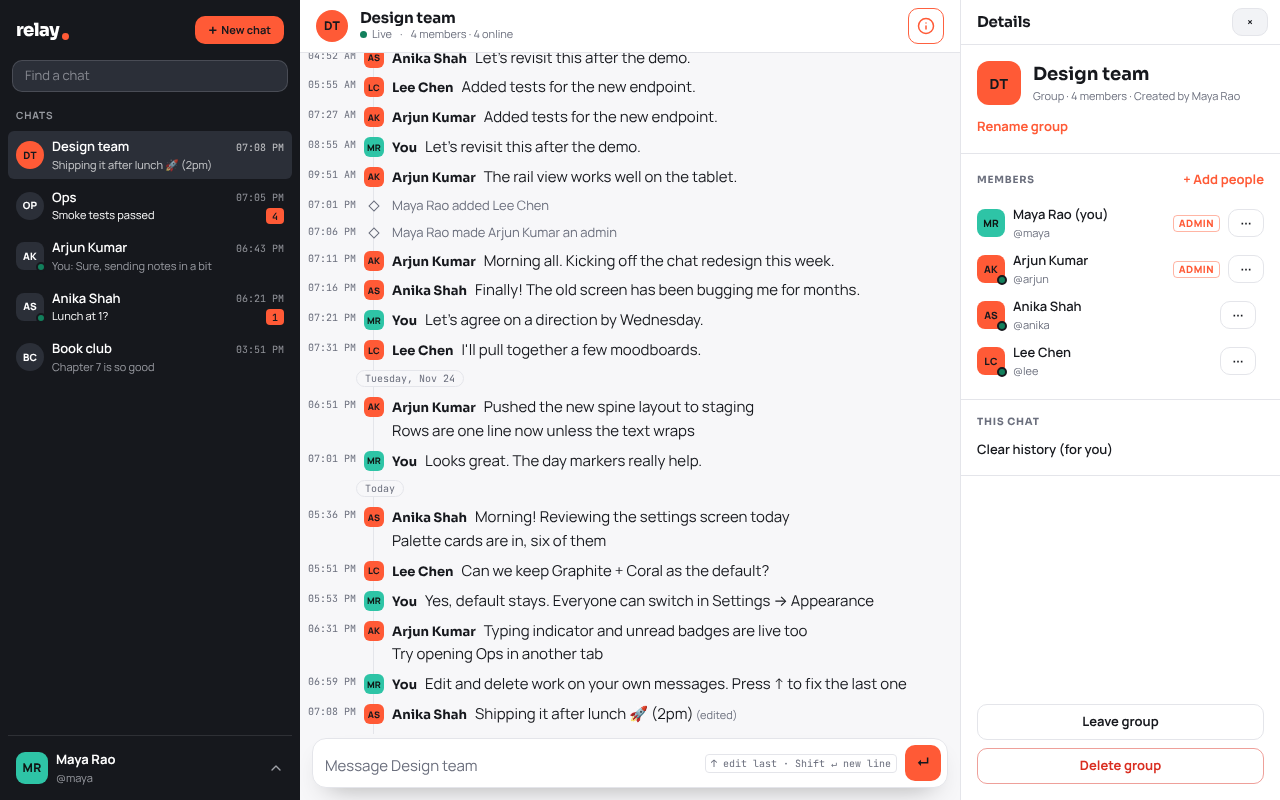 relay.
+ New chat
Find a chat
CHATS
DT
Design team
07:08 PM
Shipping it after lunch 🚀 (2pm)
OP
Ops
07:05 PM
Smoke tests passed
4
AK
Arjun Kumar
06:43 PM
You: Sure, sending notes in a bit
AS
Anika Shah
06:21 PM
Lunch at 1?
1
BC
Book club
03:51 PM
Chapter 7 is so good
MR
Maya Rao
@maya
DT
Design team
Live · 4 members · 4 online
04:52 AM AS Anika Shah Let's revisit this after the demo.
05:55 AM LC Lee Chen Added tests for the new endpoint.
07:27 AM AK Arjun Kumar Added tests for the new endpoint.
08:55 AM MR You Let's revisit this after the demo.
09:51 AM AK Arjun Kumar The rail view works well on the tablet.
07:01 PM Maya Rao added Lee Chen
07:06 PM Maya Rao made Arjun Kumar an admin
07:11 PM AK Arjun Kumar Morning all. Kicking off the chat redesign this week.
07:16 PM AS Anika Shah Finally! The old screen has been bugging me for months.
07:21 PM MR You Let's agree on a direction by Wednesday.
07:31 PM LC Lee Chen I'll pull together a few moodboards.
Tuesday, Nov 24
06:51 PM AK Arjun Kumar Pushed the new spine layout to staging
Rows are one line now unless the text wraps
07:01 PM MR You Looks great. The day markers really help.
Today
05:36 PM AS Anika Shah Morning! Reviewing the settings screen today
Palette cards are in, six of them
05:51 PM LC Lee Chen Can we keep Graphite + Coral as the default?
05:53 PM MR You Yes, default stays. Everyone can switch in Settings → Appearance
06:31 PM AK Arjun Kumar Typing indicator and unread badges are live too
Try opening Ops in another tab
06:59 PM MR You Edit and delete work on your own messages. Press ↑ to fix the last one
07:08 PM AS Anika Shah Shipping it after lunch 🚀 (2pm) (edited)
Message Design team
↑ edit last · Shift ↵ new line
Details
×
DT
Design team
Group · 4 members · Created by Maya Rao
Rename group
MEMBERS
+ Add people
MR
Maya Rao (you)
@maya
ADMIN
···
AK
Arjun Kumar
@arjun
ADMIN
···
AS
Anika Shah
@anika
···
LC
Lee Chen
@lee
···
THIS CHAT
Clear history (for you)
Leave group
Delete group